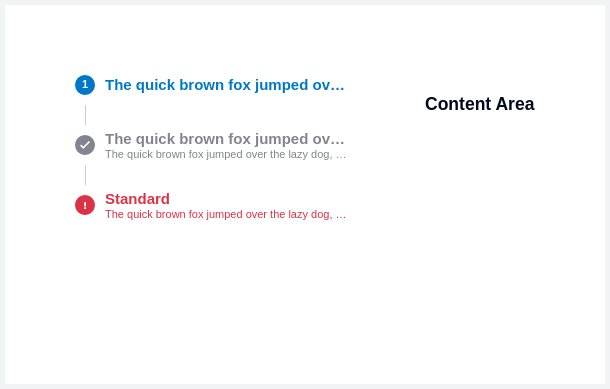 1
The quick brown fox jumped ov…
The quick brown fox jumped ov…
The quick brown fox jumped over the lazy dog, …
!
Standard
The quick brown fox jumped over the lazy dog, …
Content Area